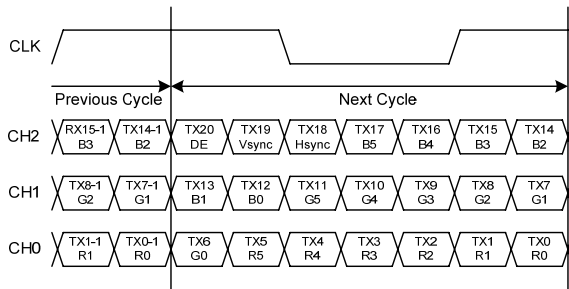 CLK
Previous Cycle Next Cycle
CH2 RX15-1 TX14-1 TX20 TX19 TX18 TX17 TX16 TX15 TX14
B3 B2 DE Vsync Hsync B5 B4 B3 B2
CH1 TX8-1 TX7-1 TX13 TX12 TX11 TX10 TX9 TX8 TX7
G2 G1 B1 B0 G5 G4 G3 G2 G1
CH0 TX1-1 TX0-1 TX6 TX5 TX4 TX3 TX2 TX1 TX0
R1 R0 G0 R5 R4 R3 R2 R1 R0